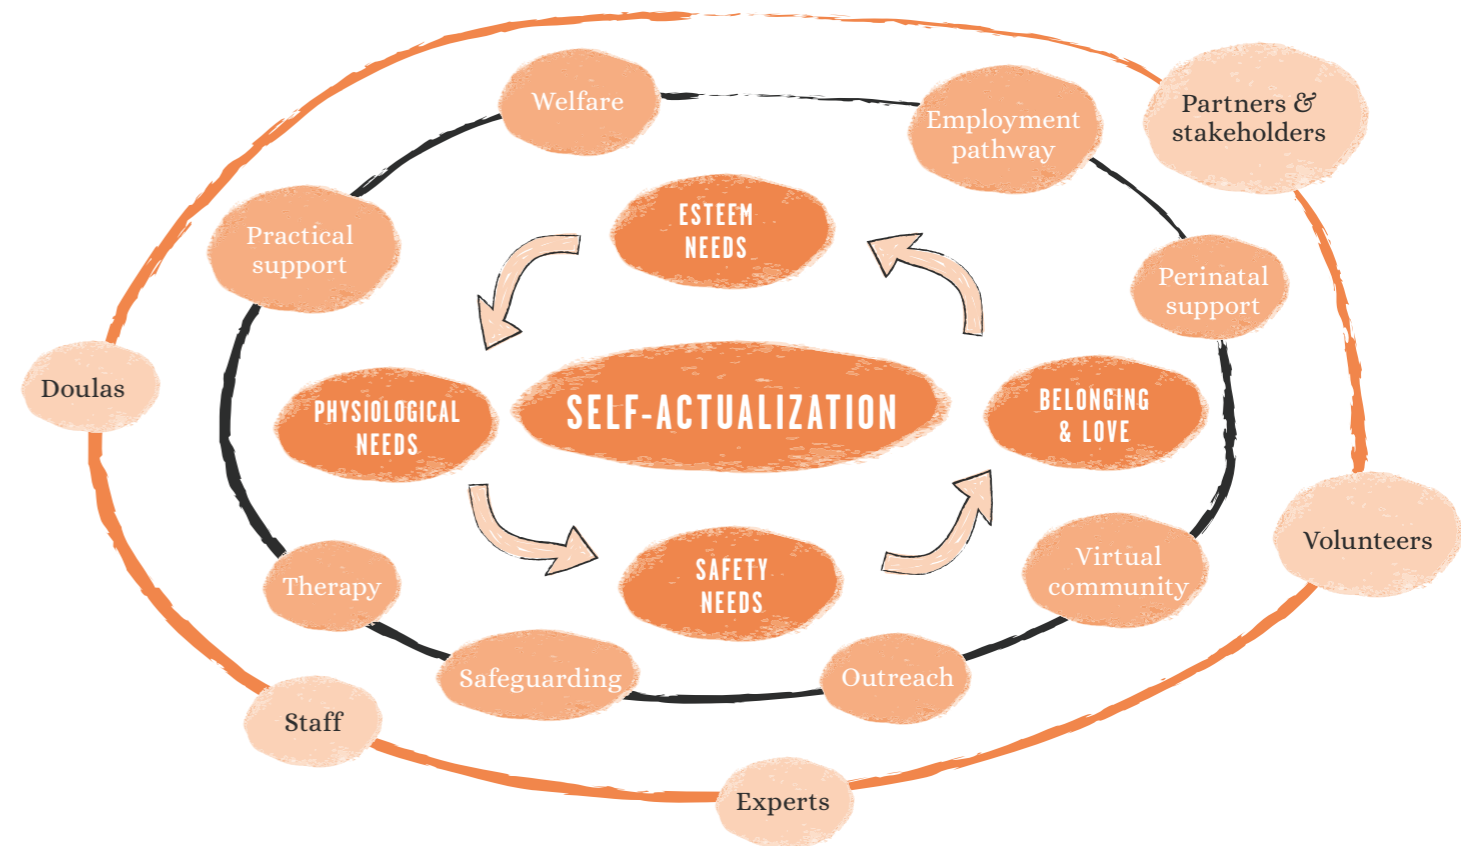 Welfare
Employment
pathway
Partners &
stakeholders
ESTEEM
NEEDS
Practical
support
Perinatal
support
Doulas
PHYSIOLOGICAL
NEEDS
SELF-ACTUALIZATION
BELONGING
& LOVE
Volunteers
SAFETY
NEEDS
Virtual
community
Therapy
Safeguarding
Outreach
Staff
Experts